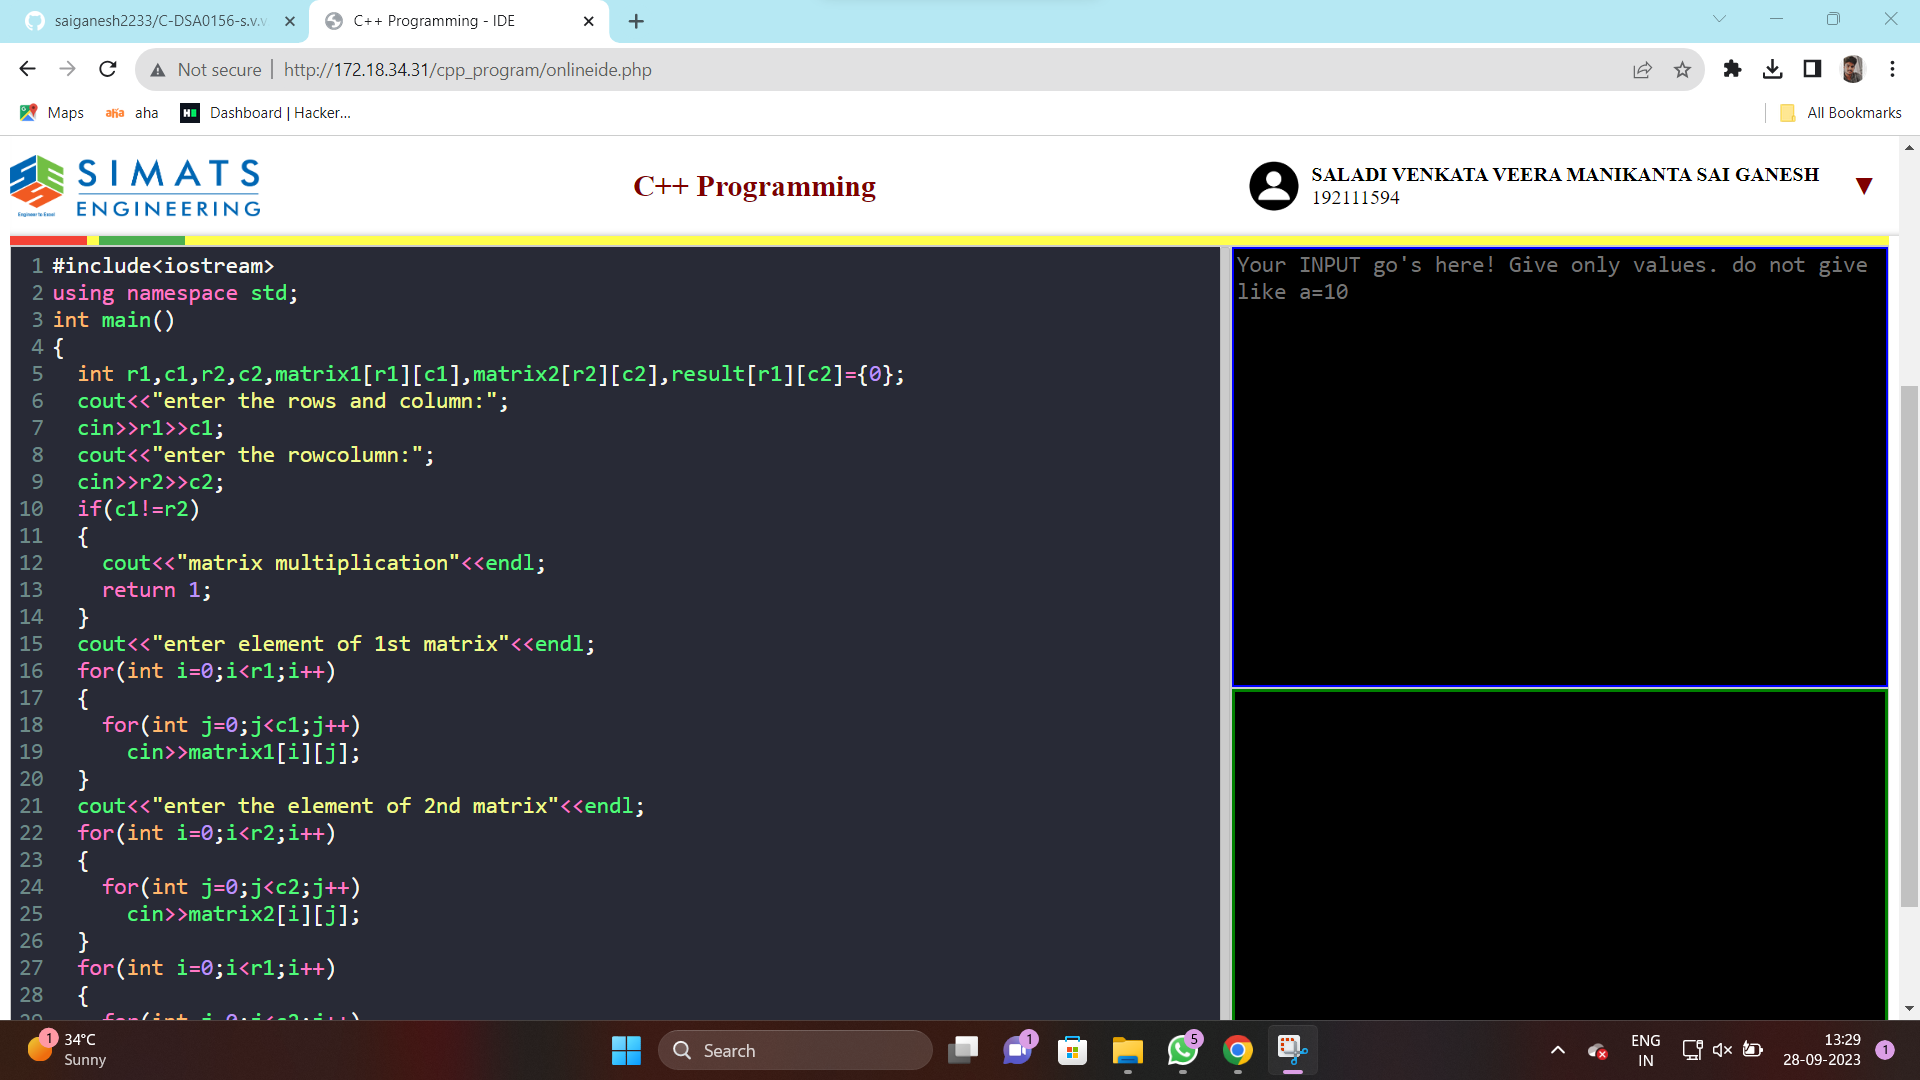 saiganesh2233/C-DSA0156-s.v.v
C++ Programming - IDE
Not secure
http://172.18.34.31/cpp_program/onlineide.php
Maps
aha
aha
Dashboard | Hacker...
All Bookmarks
SIMATS
ENGINEERING
Engineer to Excel
C++ Programming
SALADI VENKATA VEERA MANIKANTA SAI GANESH
192111594
1 #include<iostream>
2 using namespace std;
3 int main()
4 {
5 int r1,c1,r2,c2,matrix1[r1][c1],matrix2[r2][c2],result[r1][c2]={0};
6 cout<<"enter the rows and column:";
7 cin>>r1>>c1;
8 cout<<"enter the rowcolumn:";
9 cin>>r2>>c2;
10 if(c1!=r2)
11 {
12 cout<<"matrix multiplication"<<endl;
13 return 1;
14 }
15 cout<<"enter element of 1st matrix"<<endl;
16 for(int i=0;i<r1;i++)
17 {
18 for(int j=0;j<c1;j++)
19 cin>>matrix1[i][j];
20 }
21 cout<<"enter the element of 2nd matrix"<<endl;
22 for(int i=0;i<r2;i++)
23 {
24 for(int j=0;j<c2;j++)
25 cin>>matrix2[i][j];
26 }
27 for(int i=0;i<r1;i++)
28 {
Your INPUT go's here! Give only values. do not give
like a=10
1
34°C
Sunny
Search
1
5
ENG
IN
13:29
28-09-2023
1